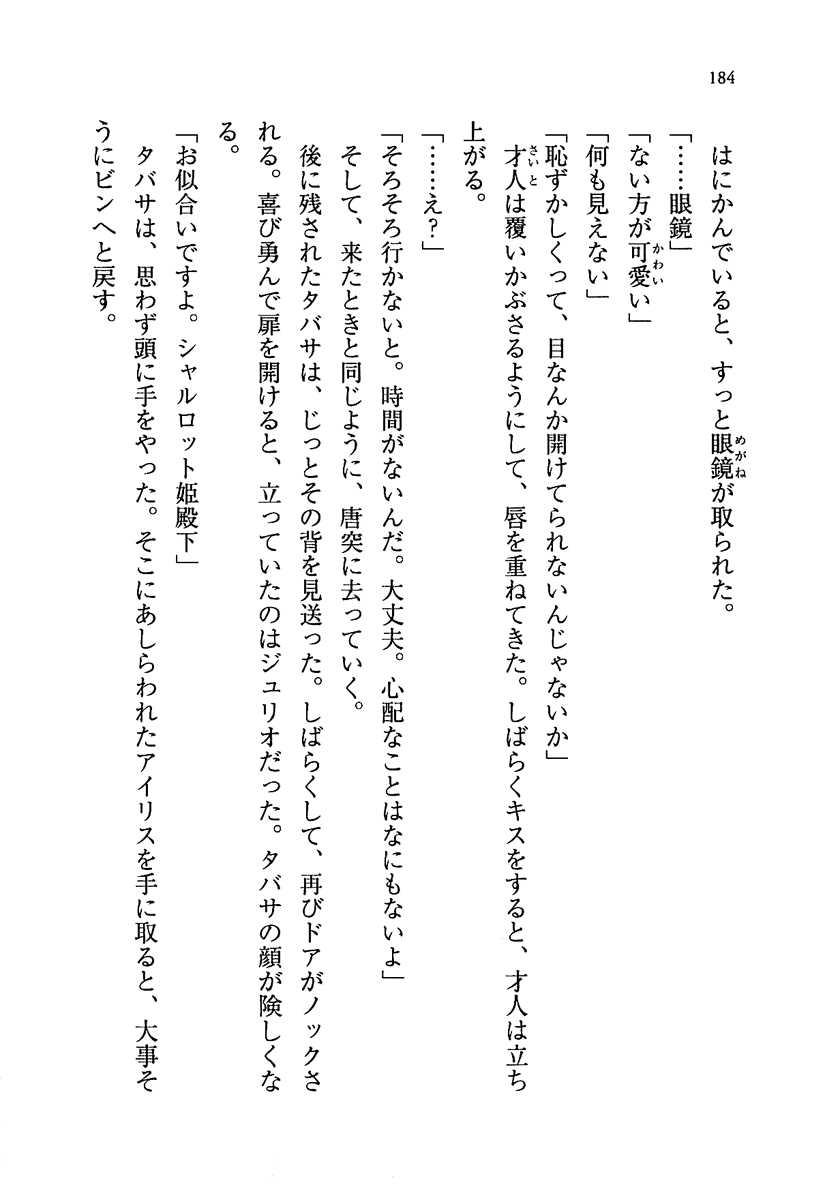 184
はにかんでいると、すっと眼鏡が取られた。
「……眼鏡」
「ない方が可愛い」
「何も見えない」
「恥ずかしくって、目なんか開けてられないんじゃないか」
才人は覆いかぶさるようにして、唇を重ねてきた。しばらくキスをすると、才人は立ち
上がる。
「……え？」
「そろそろ行かないと。時間がないんだ。大丈夫。心配なことはなにもないよ」
そして、来たときと同じように、唐突に去っていく。
後に残されたタバサは、じっとその背を見送った。しばらくして、再びドアがノックさ
れる。喜び勇んで扉を開けると、立っていたのはジュリオだった。タバサの顔が険しくな
る。
「お似合いですよ。シャルロット姫殿下」
タバサは、思わず頭に手をやった。そこにあしらわれたアイリスを手に取ると、大事そ
うにビンへと戻す。